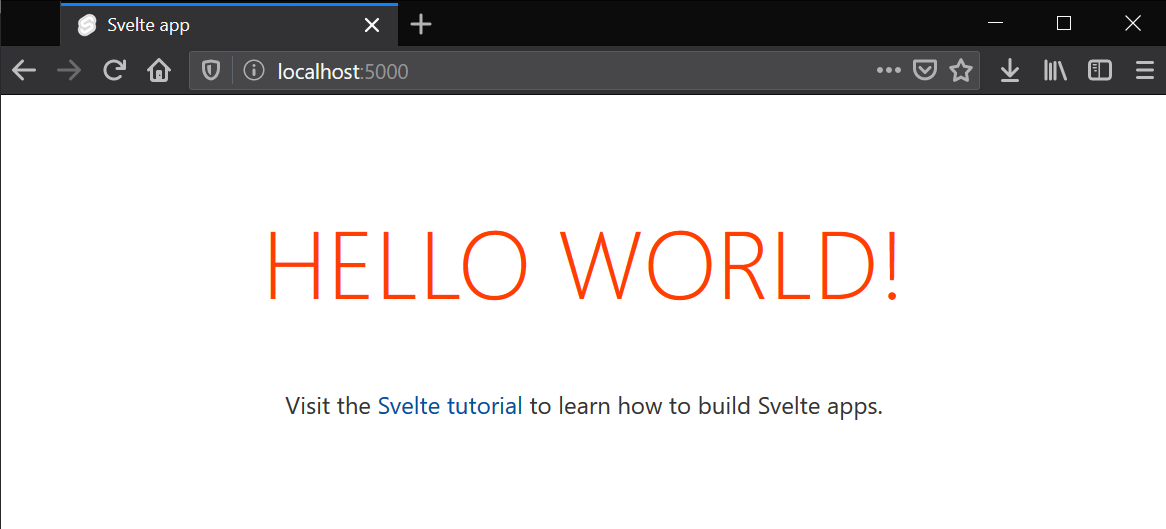 Svelte app
localhost:5000
HELLO WORLD!
Visit the Svelte tutorial to learn how to build Svelte apps.